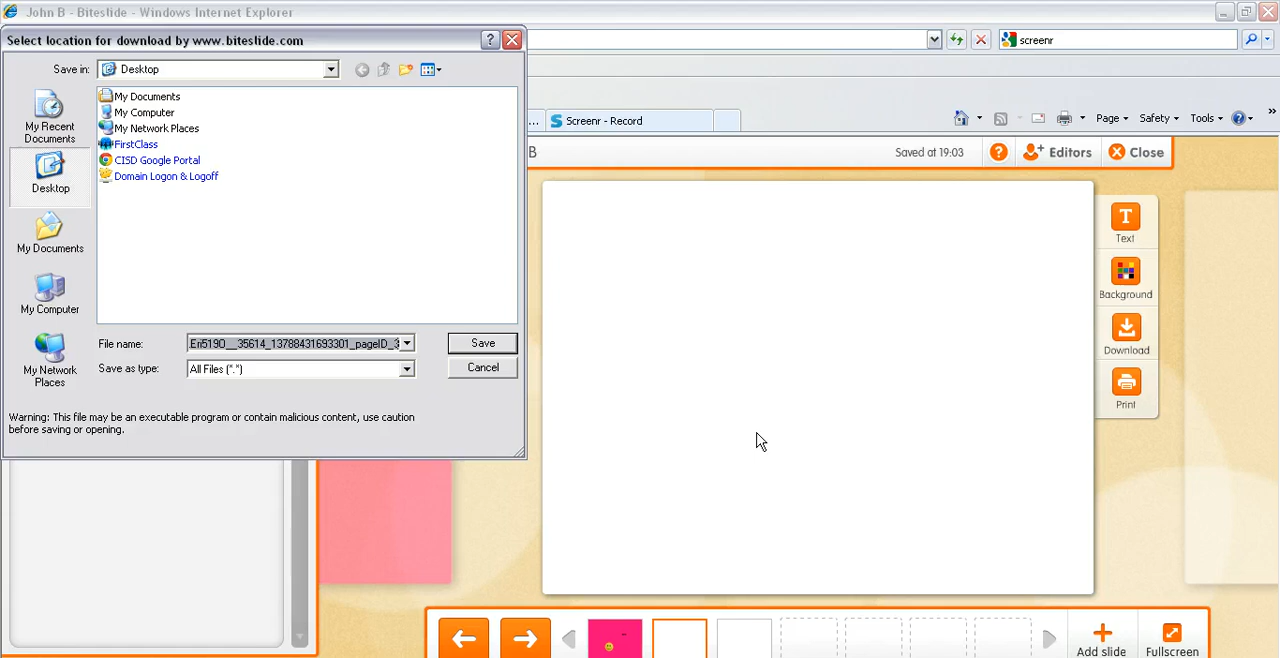 John B - Biteslide - Windows Internet Explorer
Select location for download by www.biteslide.com
screenr
Save in: Desktop
My Recent Documents
Desktop
My Documents
My Computer
My Network Places
My Documents
My Computer
My Network Places
FirstClass
CISD Google Portal
Domain Logon & Logoff
File name: Eri5190__35614_13788431693301_pageID_3
Save
Save as type: All Files (*.*)
Cancel
Warning: This file may be an executable program or contain malicious content, use caution
before saving or opening.
... Screenr - Record
Page Safety Tools
B
Saved at 19:03
? Editors Close
T
Text
Background
Download
Print
Add slide
Fullscreen